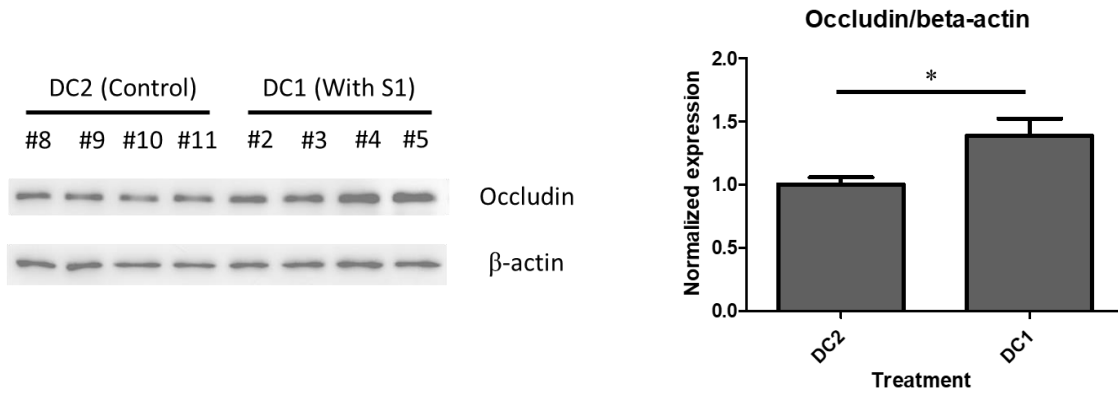 DC2 (Control) DC1 (With S1)
#8 #9 #10 #11 #2 #3 #4 #5
Occludin
β-actin
Occludin/beta-actin
2.0
1.5
1.0
0.5
0.0
Normalized expression
*
DC2 DC1
Treatment